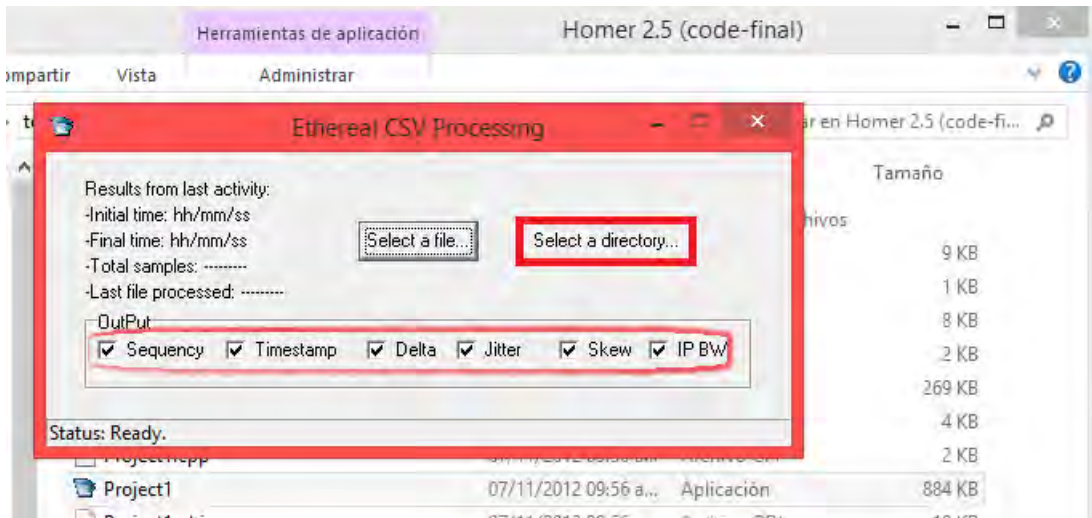 Herramientas de aplicación
Homer 2.5 (code-final)
ompartir Vista Administrar
Ethereal CSV Processing
ar en Homer 2.5 (code-fi...
Tamaño
Results from last activity:
-Initial time: hh/mm/ss
-Final time: hh/mm/ss
-Total samples: ---------
-Last file processed: ---------
Select a file...
Select a directory...
hivos
9 KB
1 KB
8 KB
2 KB
269 KB
4 KB
2 KB
OutPut
Sequency Timestamp Delta Jitter Skew IP BW
Status: Ready.
Project1 07/11/2012 09:56 a... Aplicación 884 KB